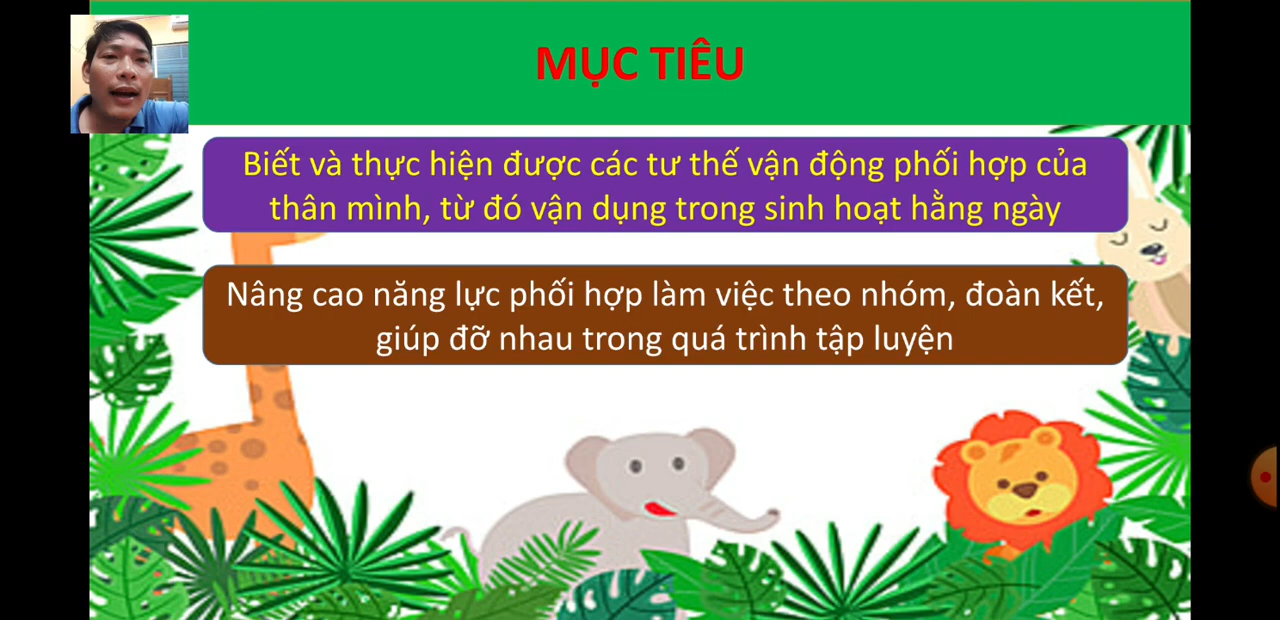 MỤC TIÊU
Biết và thực hiện được các tư thế vận động phối hợp của
thân mình, từ đó vận dụng trong sinh hoạt hằng ngày
Nâng cao năng lực phối hợp làm việc theo nhóm, đoàn kết,
giúp đỡ nhau trong quá trình tập luyện